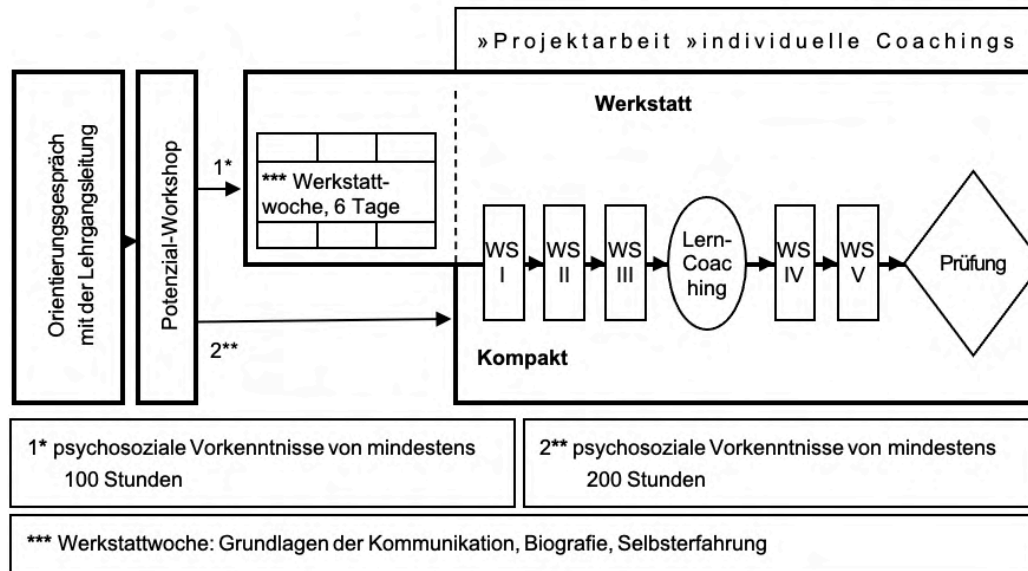 »Projektarbeit »individuelle Coachings
Orientierungsgespräch
mit der Lehrgangsleitung
Potenzial-Workshop
1*
2**
*** Werkstatt-
woche, 6 Tage
Werkstatt
WS
I
WS
II
WS
III
Lern-
Coa
ching
WS
IV
WS
V
Prüfung
Kompakt
1* psychosoziale Vorkenntnisse von mindestens
100 Stunden
2** psychosoziale Vorkenntnisse von mindestens
200 Stunden
*** Werkstattwoche: Grundlagen der Kommunikation, Biografie, Selbsterfahrung